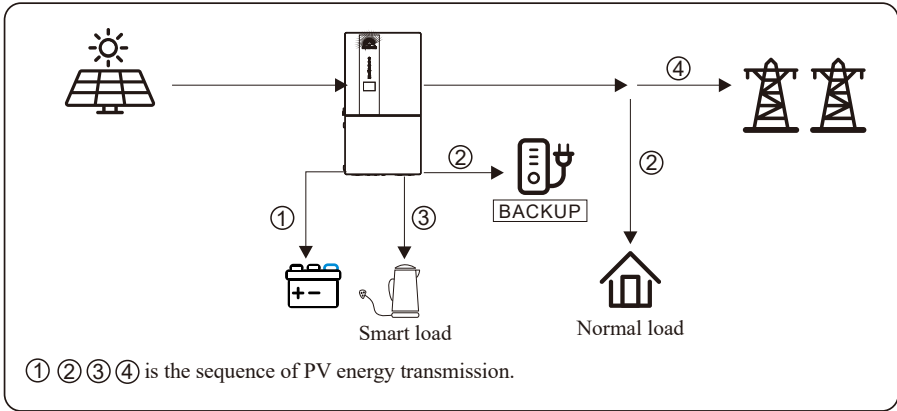 ④
②
②
BACKUP
①
③
+ −
Smart load
Normal load
① ② ③ ④ is the sequence of PV energy transmission.